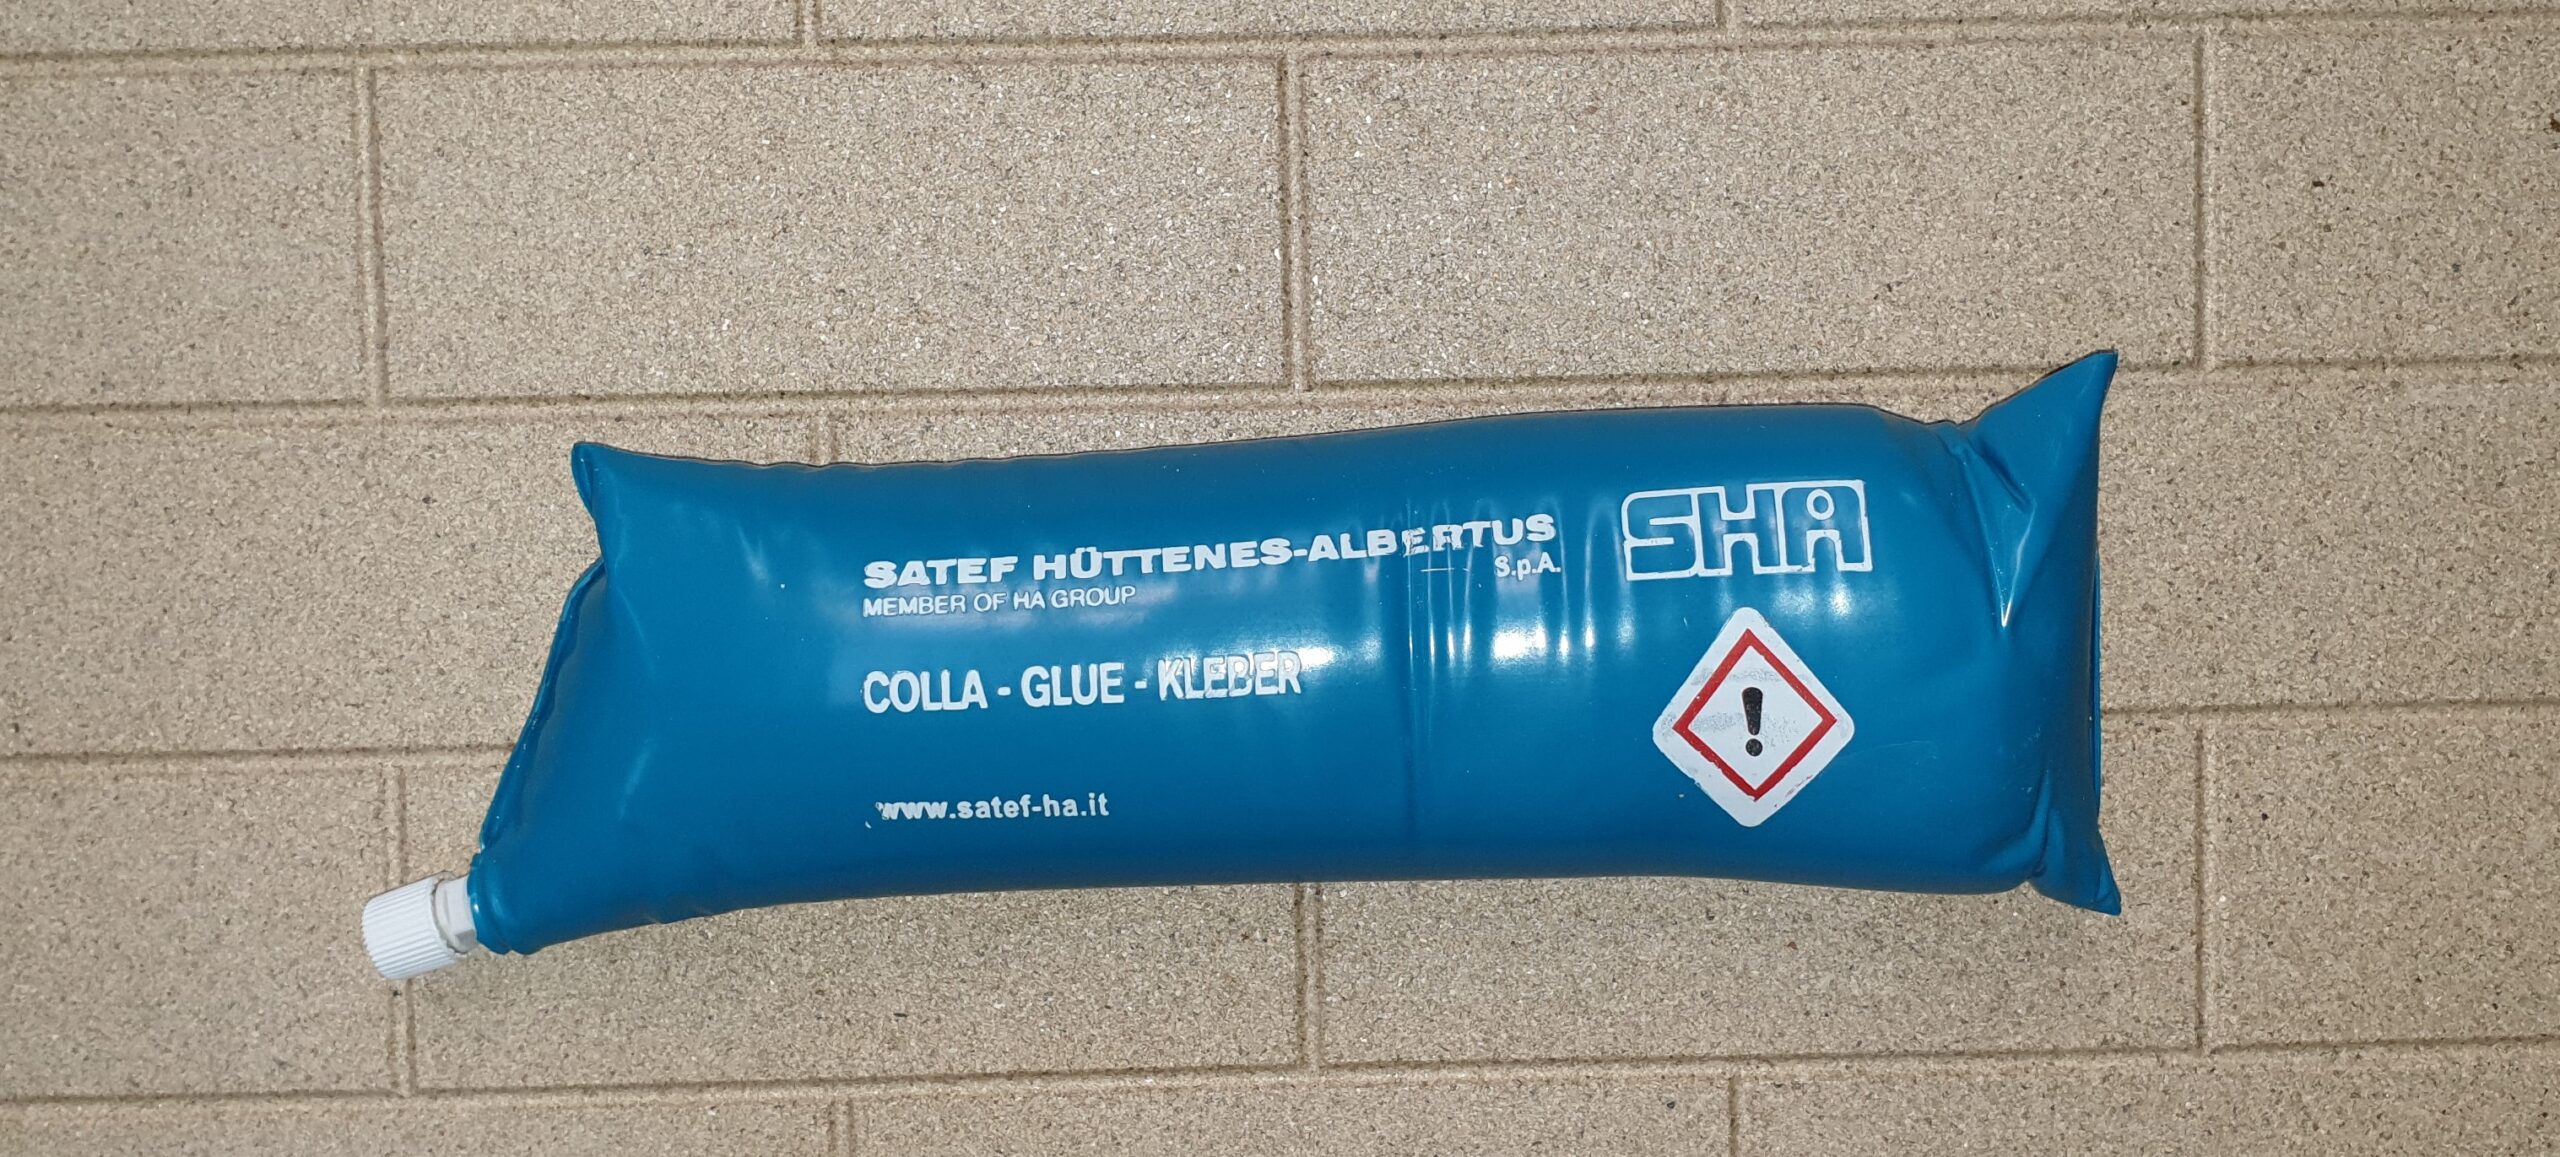 SATEF HÜTTENES-ALBERTUS
S.p.A.
SHA
MEMBER OF HA GROUP
COLLA - GLUE - KLEBER
!
www.satef-ha.it